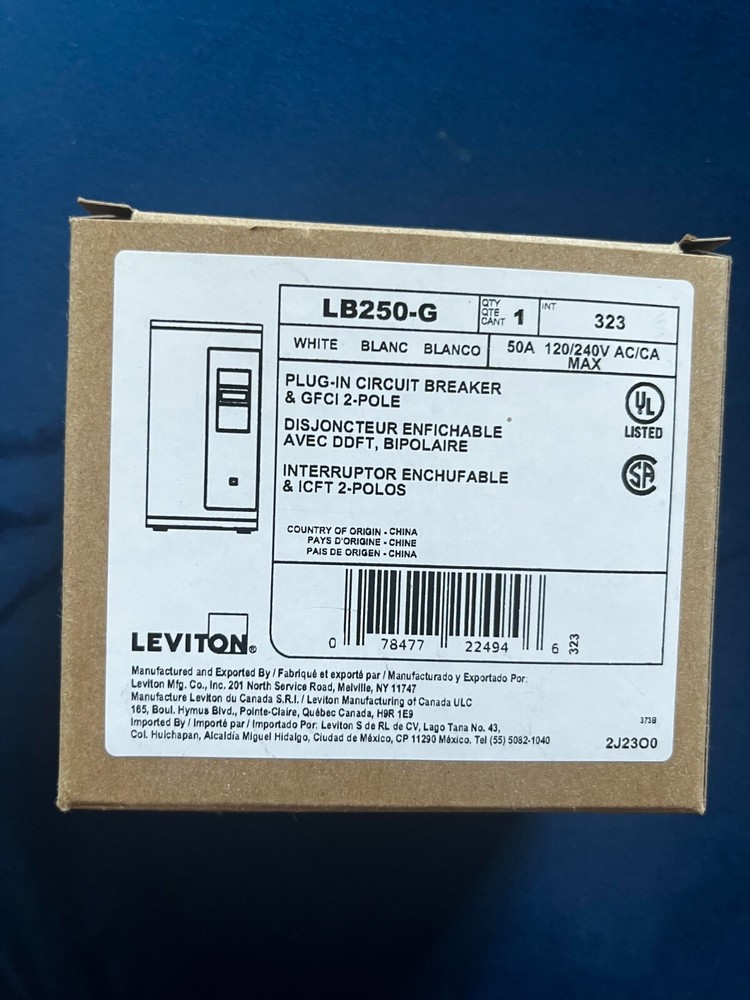 LB250-G
QTY
QTE
CANT
1
INT
323
WHITE BLANC BLANCO
50A 120/240V AC/CA
MAX
PLUG-IN CIRCUIT BREAKER
& GFCI 2-POLE
DISJONCTEUR ENFICHABLE
AVEC DDFT, BIPOLAIRE
INTERRUPTOR ENCHUFABLE
& ICFT 2-POLOS
UL
LISTED
SA
COUNTRY OF ORIGIN - CHINA
PAYS D'ORIGINE - CHINE
PAIS DE ORIGEN - CHINA
0 78477 22494 6
323
LEVITON®
Manufactured and Exported By / Fabriqué et exporté par / Manufacturado y Exportado Por:
Leviton Mfg. Co., Inc. 201 North Service Road, Melville, NY 11747
Manufacture Leviton du Canada S.R.I. / Leviton Manufacturing of Canada ULC
165, Boul. Hymus Blvd., Pointe-Claire, Québec Canada, H9R 1E9
Imported By / Importé par / Importado Por: Leviton S de RL de CV, Lago Tana No. 43,
Col. Huichapan, Alcaldía Miguel Hidalgo, Ciudad de México, CP 11290 México. Tel (55) 5082-1040
373B
2J23O0